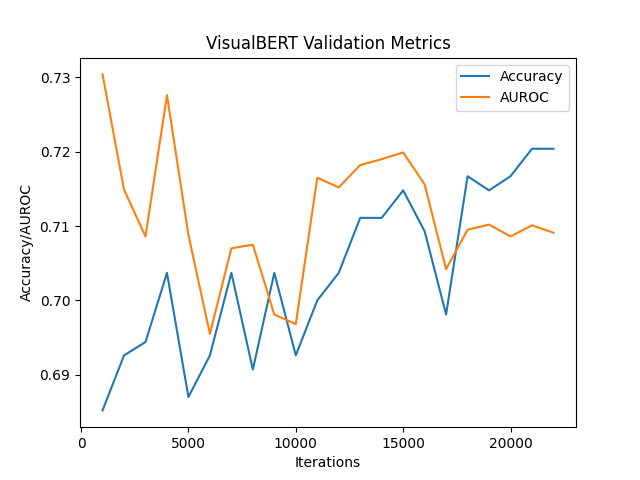 VisualBERT Validation Metrics
Accuracy
AUROC
0.73
0.72
0.71
0.70
0.69
Accuracy/AUROC
0 5000 10000 15000 20000
Iterations